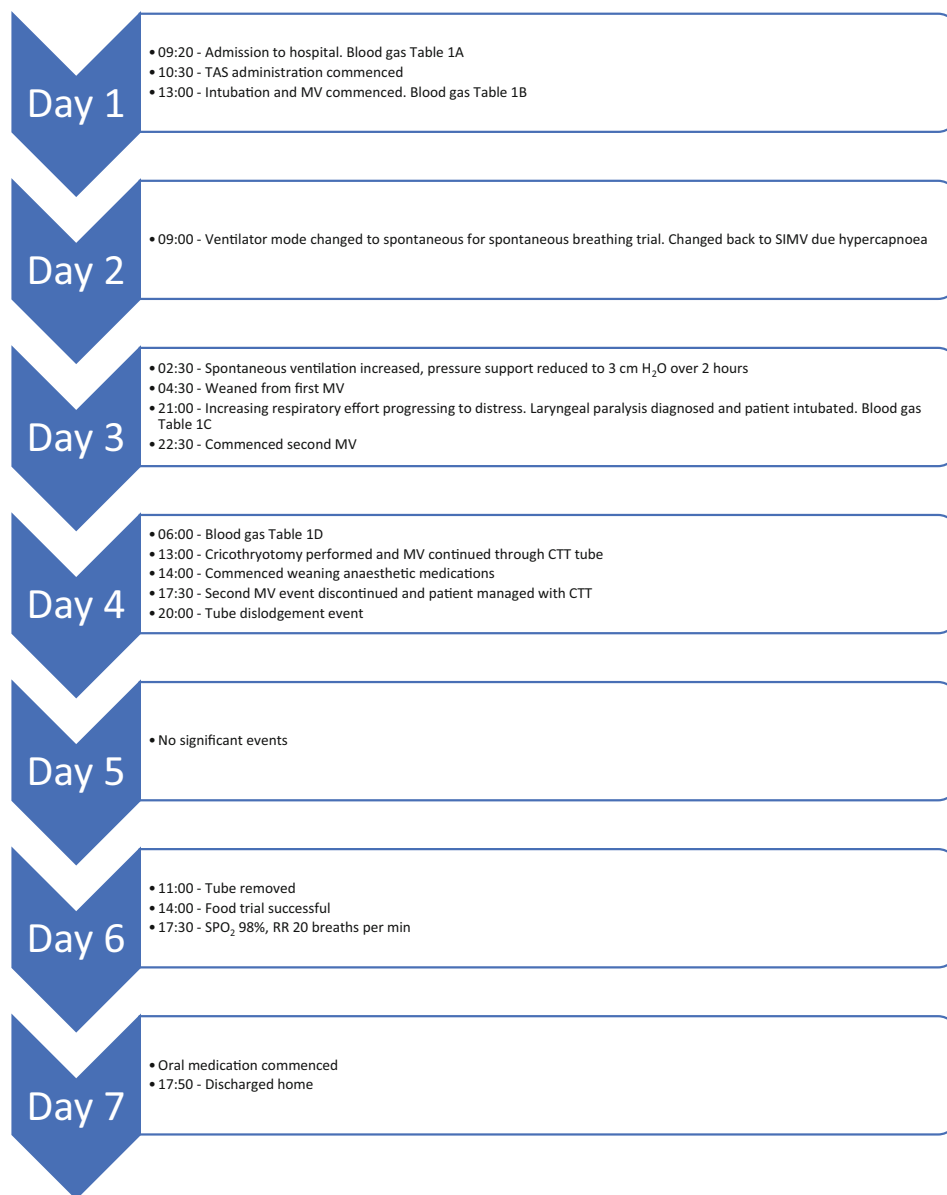 Day 1
• 09:20 - Admission to hospital. Blood gas Table 1A
• 10:30 - TAS administration commenced
• 13:00 - Intubation and MV commenced. Blood gas Table 1B
Day 2
• 09:00 - Ventilator mode changed to spontaneous for spontaneous breathing trial. Changed back to SIMV due hypercapnoea
Day 3
• 02:30 - Spontaneous ventilation increased, pressure support reduced to 3 cm H₂O over 2 hours
• 04:30 - Weaned from first MV
• 21:00 - Increasing respiratory effort progressing to distress. Laryngeal paralysis diagnosed and patient intubated. Blood gas
Table 1C
• 22:30 - Commenced second MV
Day 4
• 06:00 - Blood gas Table 1D
• 13:00 - Cricothryotomy performed and MV continued through CTT tube
• 14:00 - Commenced weaning anaesthetic medications
• 17:30 - Second MV event discontinued and patient managed with CTT
• 20:00 - Tube dislodgement event
Day 5
• No significant events
Day 6
• 11:00 - Tube removed
• 14:00 - Food trial successful
• 17:30 - SPO₂ 98%, RR 20 breaths per min
Day 7
• Oral medication commenced
• 17:50 - Discharged home